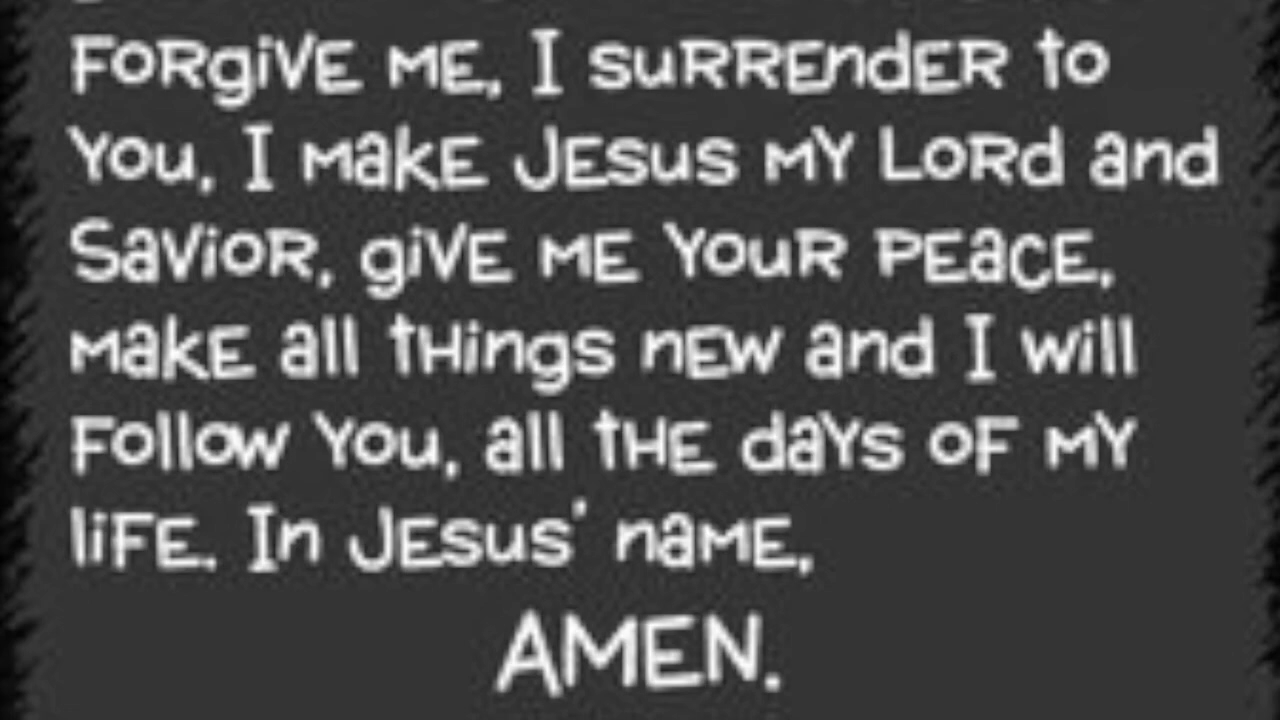 Forgive me, I surrender to
You, I make Jesus my Lord and
Savior, give me Your peace,
make all things new and I will
follow You, all the days of my
life. In Jesus' name,
AMEN.